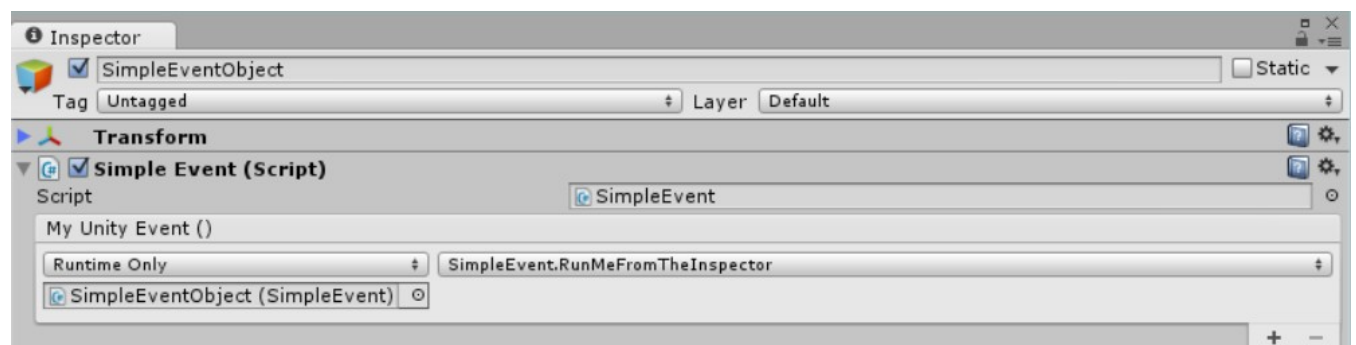 Inspector
SimpleEventObject Static
Tag Untagged Layer Default
Transform
Simple Event (Script)
Script SimpleEvent
My Unity Event ()
Runtime Only SimpleEvent.RunMeFromTheInspector
SimpleEventObject (SimpleEvent)